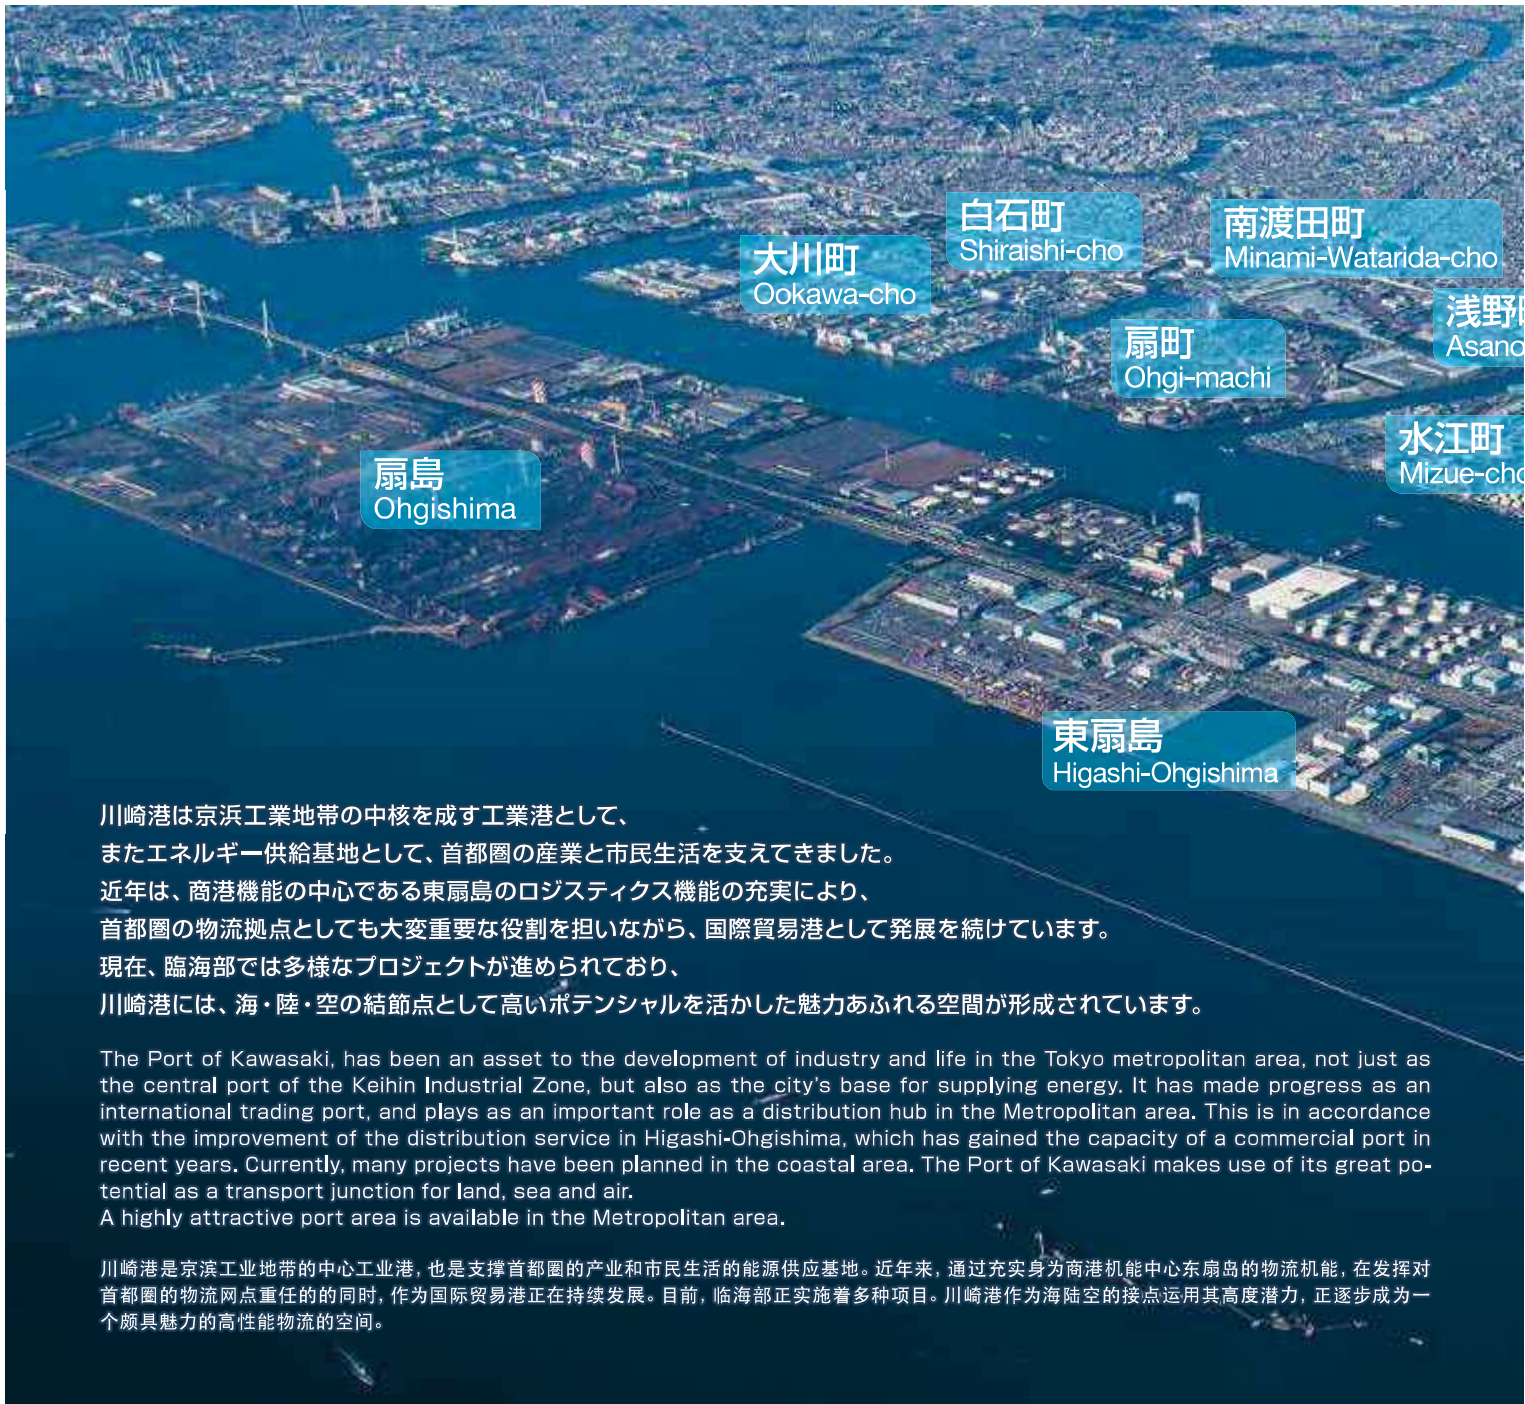 白石町
Shiraishi-cho
南渡田町
Minami-Watarida-cho
大川町
Ookawa-cho
浅野
Asano
扇町
Ohgi-machi
水江町
Mizue-cho
扇島
Ohgishima
東扇島
Higashi-Ohgishima
川崎港は京浜工業地帯の中核を成す工業港として、
またエネルギー供給基地として、首都圏の産業と市民生活を支えてきました。
近年は、商港機能の中心である東扇島のロジスティクス機能の充実により、
首都圏の物流拠点としても大変重要な役割を担いながら、国際貿易港として発展を続けています。
現在、臨海部では多様なプロジェクトが進められており、
川崎港には、海・陸・空の結節点として高いポテンシャルを活かした魅力あふれる空間が形成されています。
The Port of Kawasaki, has been an asset to the development of industry and life in the Tokyo metropolitan area, not just as
the central port of the Keihin Industrial Zone, but also as the city's base for supplying energy. It has made progress as an
international trading port, and plays as an important role as a distribution hub in the Metropolitan area. This is in accordance
with the improvement of the distribution service in Higashi-Ohgishima, which has gained the capacity of a commercial port in
recent years. Currently, many projects have been planned in the coastal area. The Port of Kawasaki makes use of its great po-
tential as a transport junction for land, sea and air.
A highly attractive port area is available in the Metropolitan area.
川崎港是京滨工业地带的中心工业港，也是支撑首都圈的产业和市民生活的能源供应基地。近年来，通过充实身为商港机能中心东扇岛的物流机能，在发挥对
首都圈的物流网点重任的的同时，作为国际贸易港正在持续发展。目前，临海部正实施着多种项目。川崎港作为海陆空的接点运用其高度潜力，正逐步成为一
个颇具魅力的高性能物流的空间。